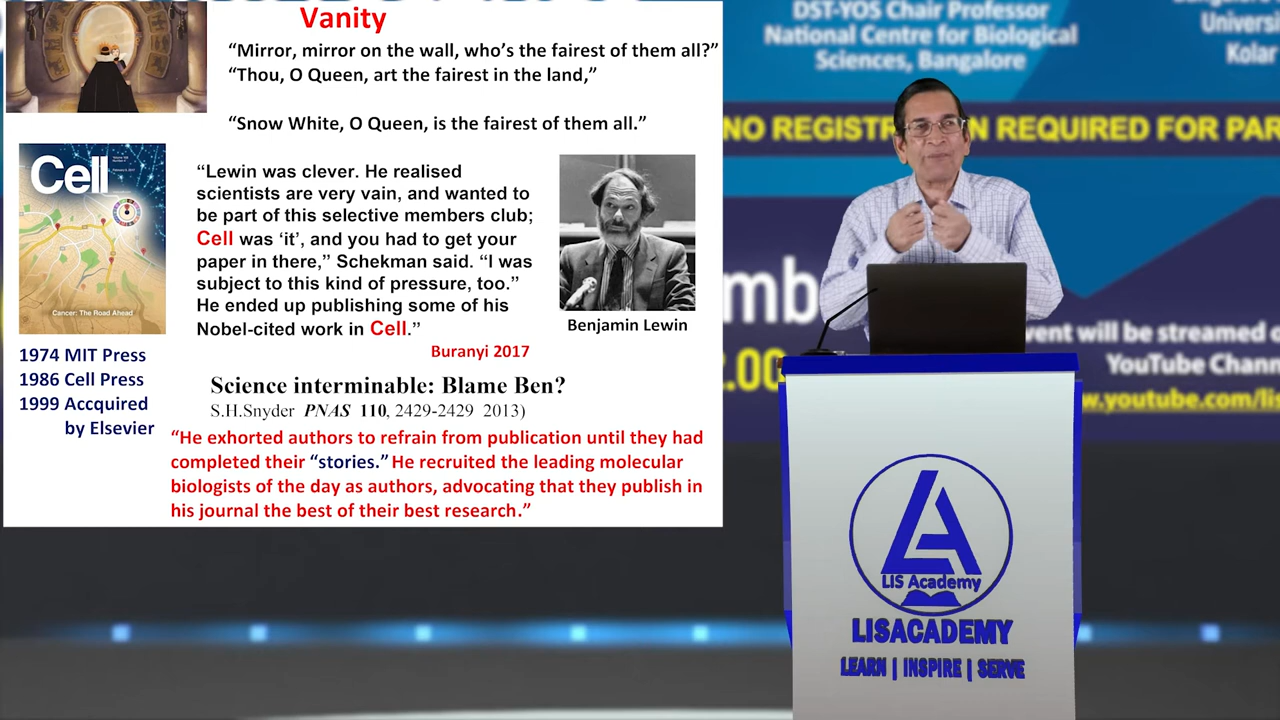 Vanity
“Mirror, mirror on the wall, who’s the fairest of them all?”
“Thou, O Queen, art the fairest in the land,”
“Snow White, O Queen, is the fairest of them all.”
Cell
Cancer: The Road Ahead
1974 MIT Press
1986 Cell Press
1999 Accquired
by Elsevier
“Lewin was clever. He realised
scientists are very vain, and wanted to
be part of this selective members club;
Cell was ‘it’, and you had to get your
paper in there,” Schekman said. “I was
subject to this kind of pressure, too.”
He ended up publishing some of his
Nobel-cited work in Cell.”
Buranyi 2017
Benjamin Lewin
Science interminable: Blame Ben?
S.H.Snyder PNAS 110, 2429-2429 2013)
“He exhorted authors to refrain from publication until they had
completed their “stories.” He recruited the leading molecular
biologists of the day as authors, advocating that they publish in
his journal the best of their best research.”
DST-YOS Chair Professor
National Centre for Biological
Sciences, Bangalore
Universi
Kolar
NO REGISTR N REQUIRED FOR PAR
mb
2.00
vent will be streamed o
YouTube Chann
w.youtube.com/lis
LIS Academy
LISACADEMY
LEARN | INSPIRE | SERVE